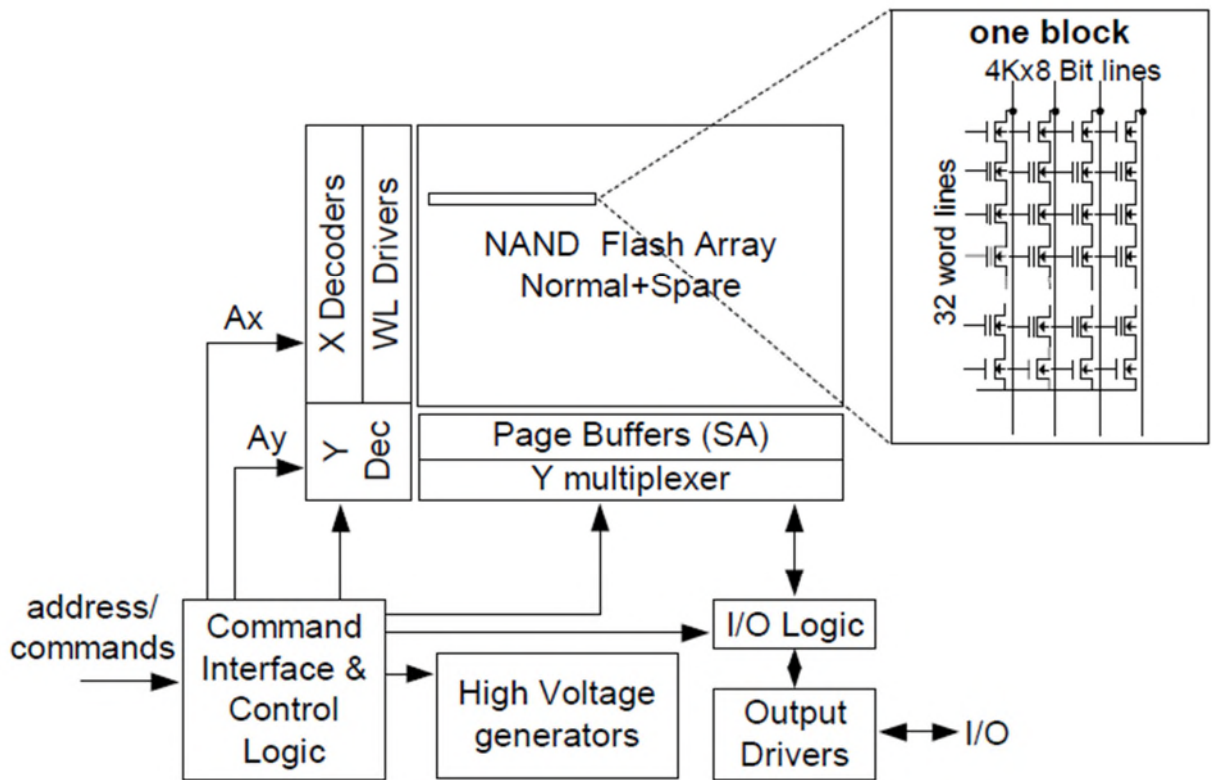 one block
4Kx8 Bit lines
32 word lines
X Decoders
WL Drivers
NAND Flash Array
Normal+Spare
Ax
Ay
Y
Dec
Page Buffers (SA)
Y multiplexer
address/
commands
Command
Interface &
Control
Logic
High Voltage
generators
I/O Logic
Output
Drivers
I/O